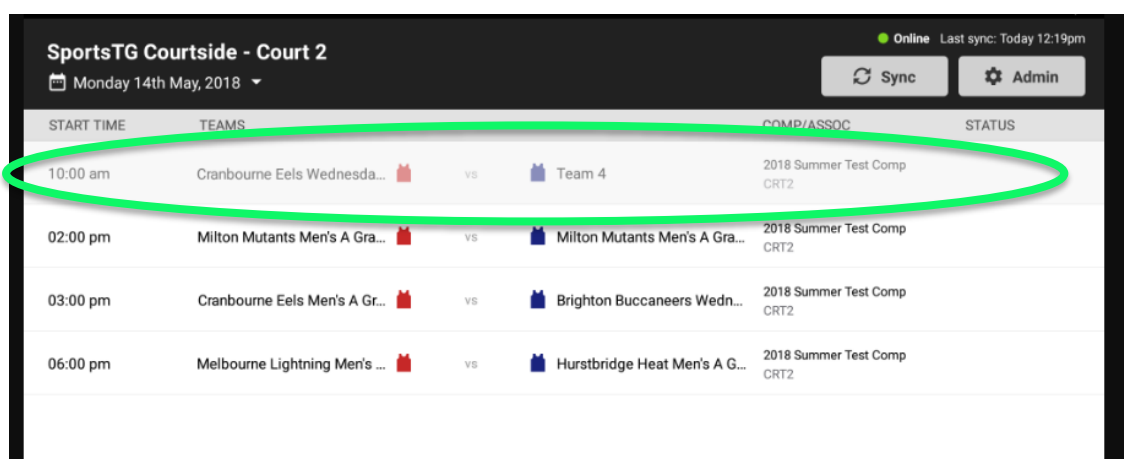 SportsTG Courtside - Court 2
Online Last sync: Today 12:19pm
Monday 14th May, 2018
Sync Admin
START TIME TEAMS COMP/ASSOC STATUS
10:00 am Cranbourne Eels Wednesda... vs Team 4 2018 Summer Test Comp
CRT2
02:00 pm Milton Mutants Men's A Gra... vs Milton Mutants Men's A Gra... 2018 Summer Test Comp
CRT2
03:00 pm Cranbourne Eels Men's A Gr... vs Brighton Buccaneers Wedn... 2018 Summer Test Comp
CRT2
06:00 pm Melbourne Lightning Men's ... vs Hurstbridge Heat Men's A G... 2018 Summer Test Comp
CRT2